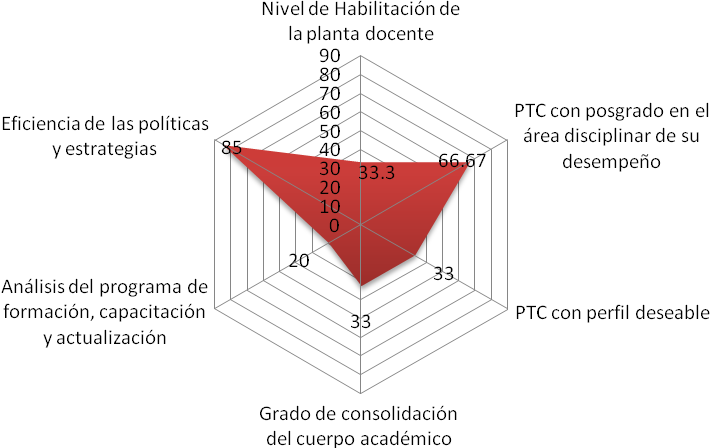 Nivel de Habilitación de
la planta docente
90
80
70
60
50
40
30
20
10
0
PTC con posgrado en el
área disciplinar de su
desempeño
PTC con perfil deseable
Grado de consolidación
del cuerpo académico
Análisis del programa de
formación, capacitación
y actualización
Eficiencia de las políticas
y estrategias
33.3
66.67
33
33
20
85